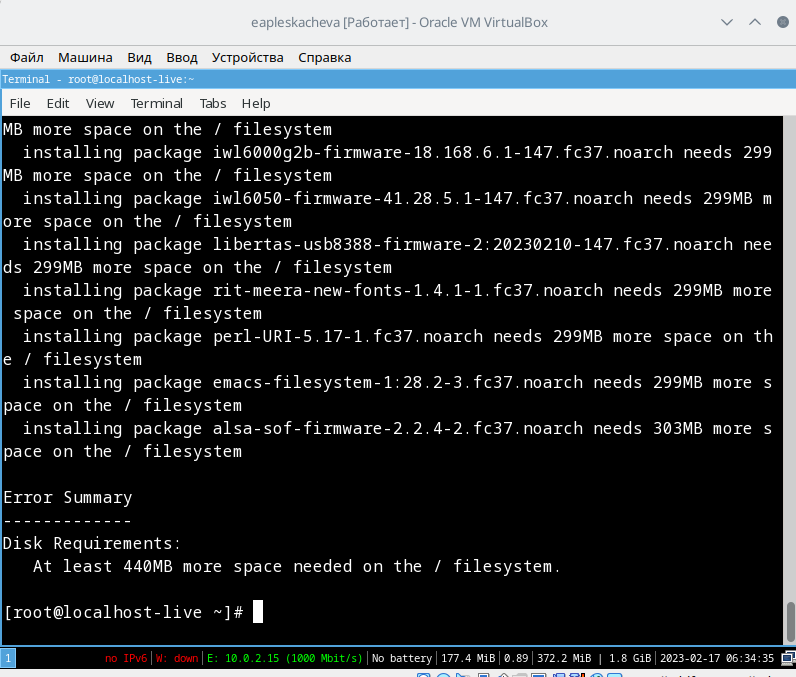 eapleskacheva [Работает] - Oracle VM VirtualBox
Файл Машина Вид Ввод Устройства Справка
Terminal - root@localhost-live:~
File Edit View Terminal Tabs Help
MB more space on the / filesystem
  installing package iwl6000g2b-firmware-18.168.6.1-147.fc37.noarch needs 299
MB more space on the / filesystem
  installing package iwl6050-firmware-41.28.5.1-147.fc37.noarch needs 299MB m
ore space on the / filesystem
  installing package libertas-usb8388-firmware-2:20230210-147.fc37.noarch nee
ds 299MB more space on the / filesystem
  installing package rit-meera-new-fonts-1.4.1-1.fc37.noarch needs 299MB more
 space on the / filesystem
  installing package perl-URI-5.17-1.fc37.noarch needs 299MB more space on th
e / filesystem
  installing package emacs-filesystem-1:28.2-3.fc37.noarch needs 299MB more s
pace on the / filesystem
  installing package alsa-sof-firmware-2.2.4-2.fc37.noarch needs 303MB more s
pace on the / filesystem
Error Summary
-------------
Disk Requirements:
   At least 440MB more space needed on the / filesystem.
[root@localhost-live ~]#
1 no IPv6|W: down|E: 10.0.2.15 (1000 Mbit/s)|No battery|177.4 MiB|0.89|372.2 MiB | 1.8 GiB|2023-02-17 06:34:35